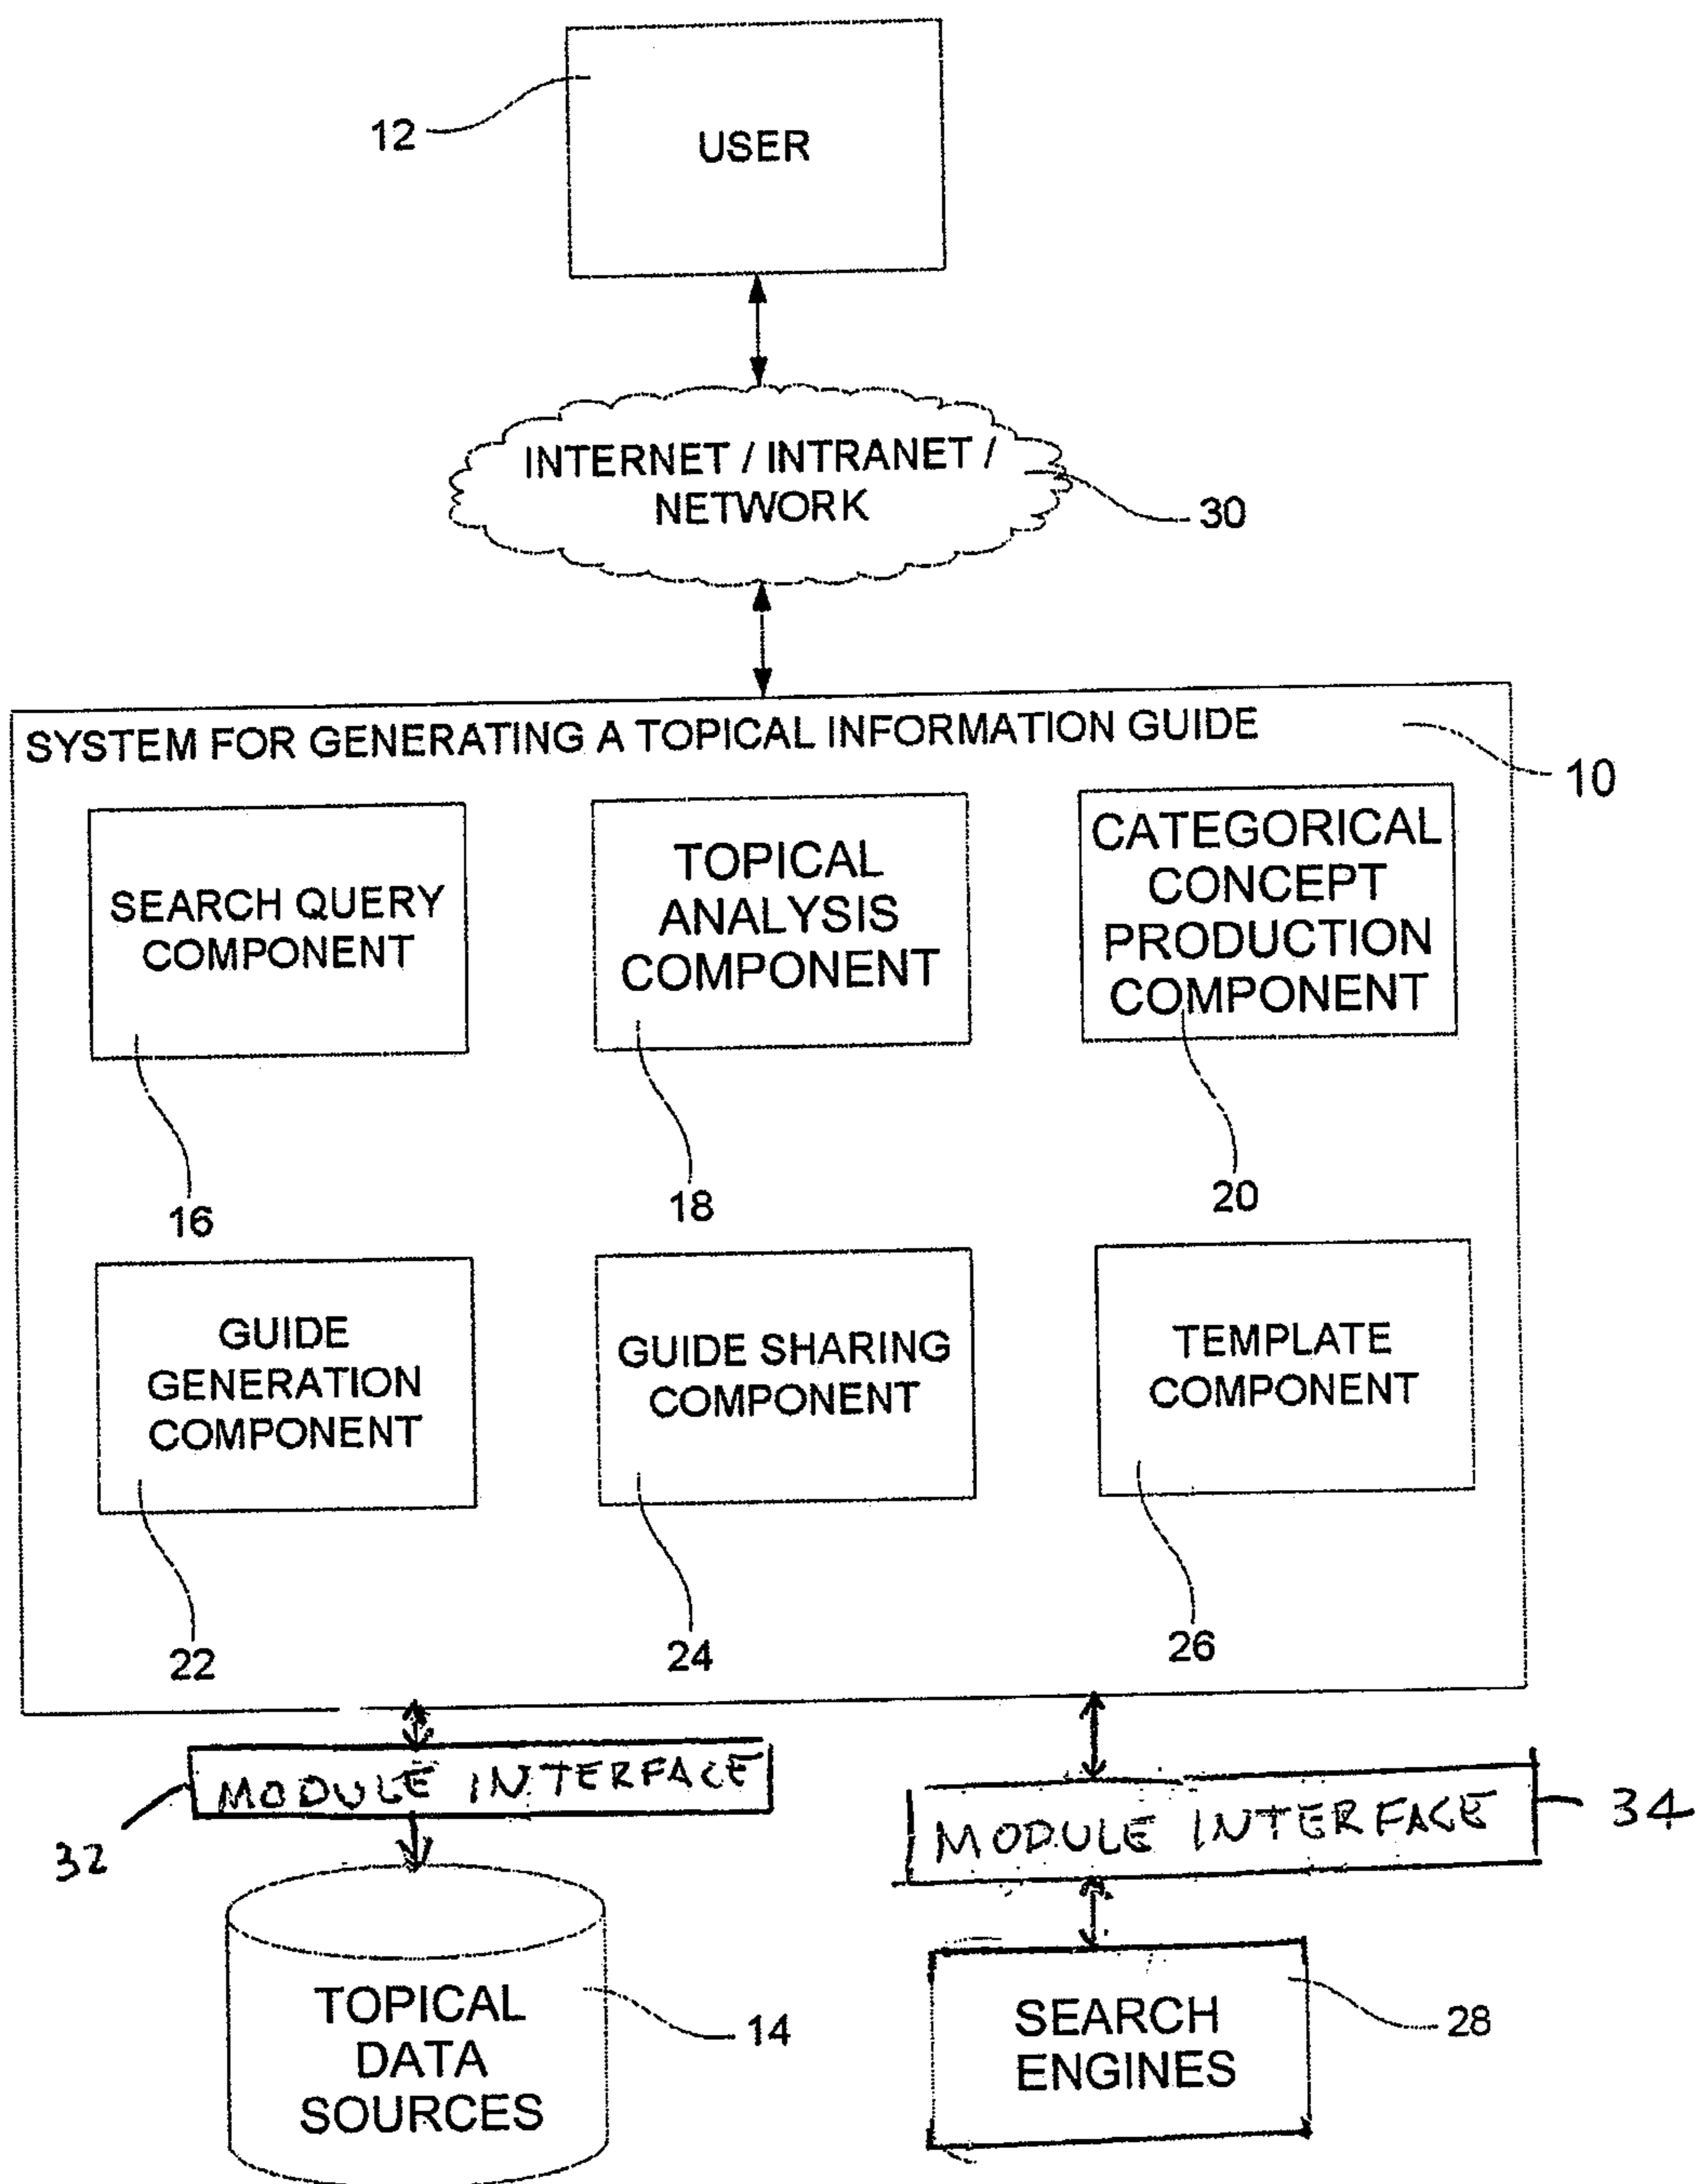 12
USER
INTERNET / INTRANET /
NETWORK
30
SYSTEM FOR GENERATING A TOPICAL INFORMATION GUIDE
10
SEARCH QUERY
COMPONENT
16
TOPICAL
ANALYSIS
COMPONENT
18
CATEGORICAL
CONCEPT
PRODUCTION
COMPONENT
20
GUIDE
GENERATION
COMPONENT
22
GUIDE SHARING
COMPONENT
24
TEMPLATE
COMPONENT
26
MODULE INTERFACE
32
MODULE INTERFACE
34
TOPICAL
DATA
SOURCES
14
SEARCH
ENGINES
28